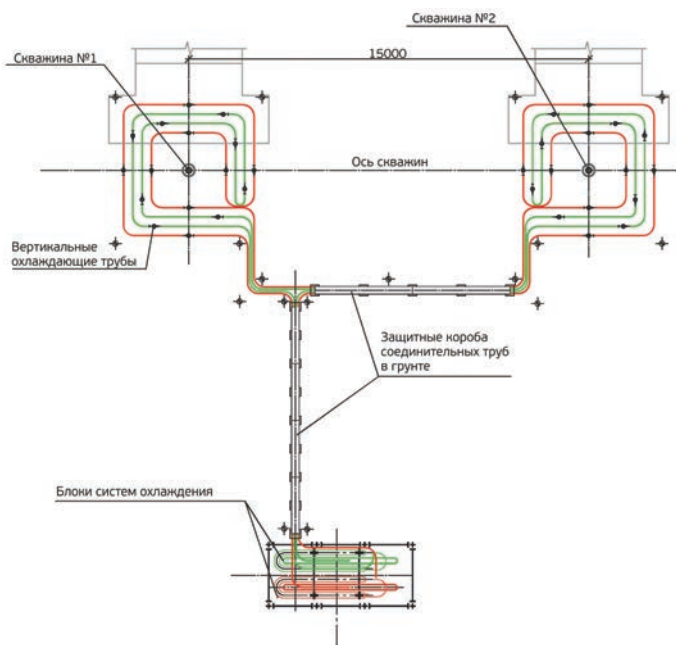 Скважина №1
15000
Скважина №2
Ось скважин
Вертикальные
охлаждающие трубы
Защитные короба
соединительных труб
в грунте
Блоки систем охлаждения